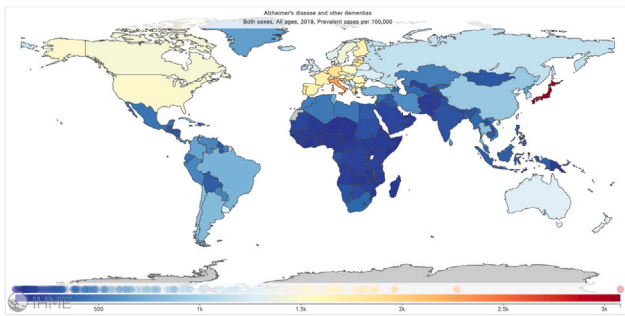 Alzheimer's disease and other dementias
Both sexes, All ages, 2019, Prevalent cases per 100,000
500
1k
1.5k
2k
2.5k
3k
IHME